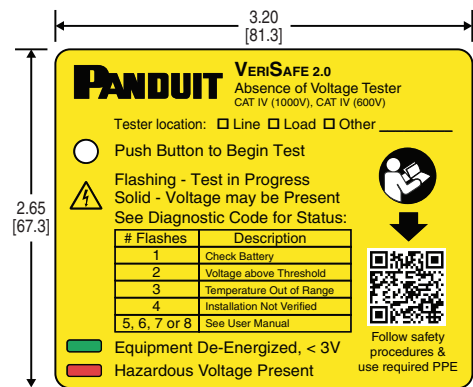 3.20
[81.3]
2.65
[67.3]
PANDUIT
VERISAFE 2.0
Absence of Voltage Tester
CAT IV (1000V), CAT IV (600V)
Tester location: Line Load Other
Push Button to Begin Test
Flashing - Test in Progress
Solid - Voltage may be Present
See Diagnostic Code for Status:
# Flashes Description
1 Check Battery
2 Voltage above Threshold
3 Temperature Out of Range
4 Installation Not Verified
5, 6, 7 or 8 See User Manual
Equipment De-Energized, < 3V
Hazardous Voltage Present
Follow safety
procedures &
use required PPE